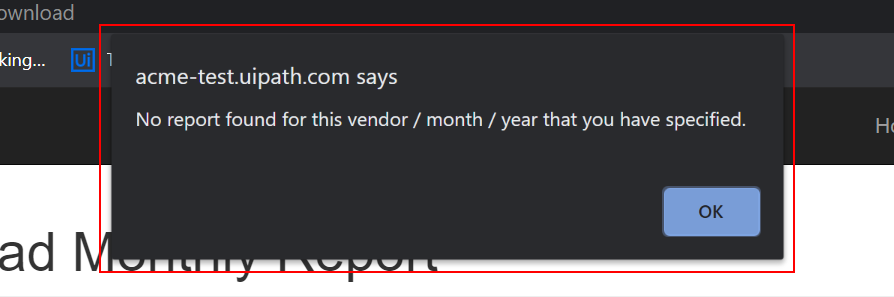 ownload
king...
Ui
acme-test.uipath.com says
No report found for this vendor / month / year that you have specified.
OK
ad Monthly Report